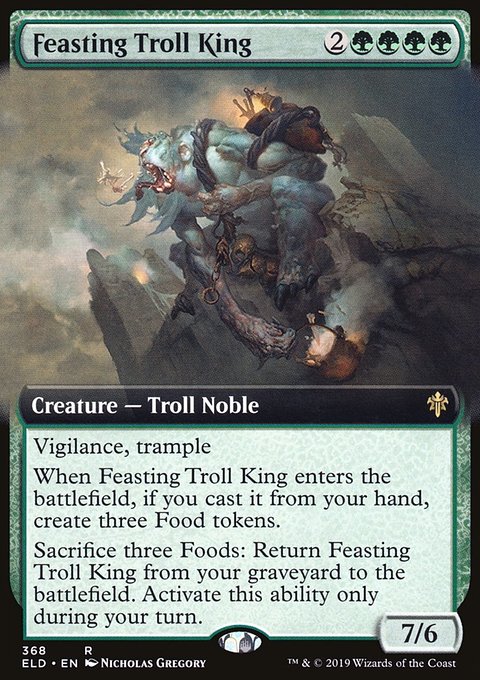 Feasting Troll King 2
Creature — Troll Noble
Vigilance, trample
When Feasting Troll King enters the
battlefield, if you cast it from your hand,
create three Food tokens.
Sacrifice three Foods: Return Feasting
Troll King from your graveyard to the
battlefield. Activate this ability only
during your turn.
7/6
368 R
ELD • EN Nicholas Gregory ™ & © 2019 Wizards of the Coast